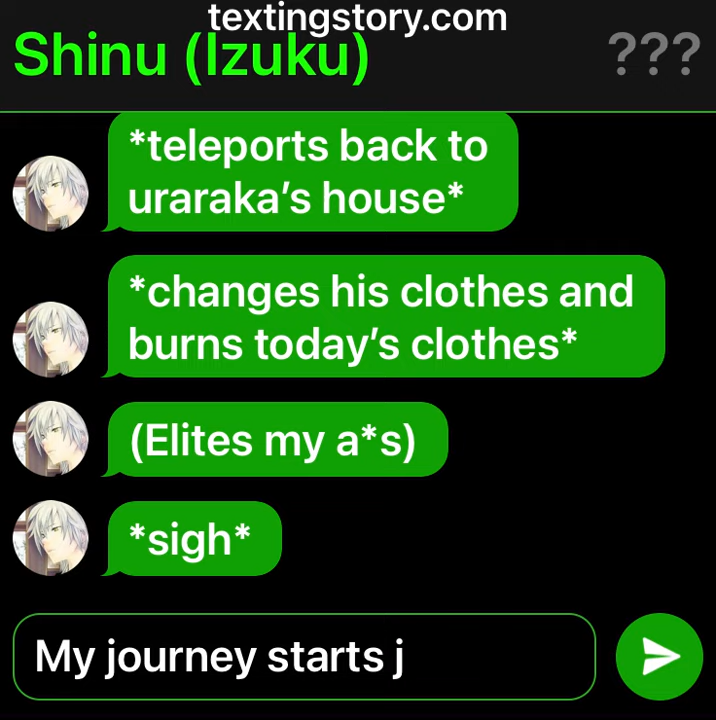 textingstory.com
Shinu (Izuku)
???
*teleports back to
uraraka’s house*
*changes his clothes and
burns today’s clothes*
(Elites my a*s)
*sigh*
My journey starts j